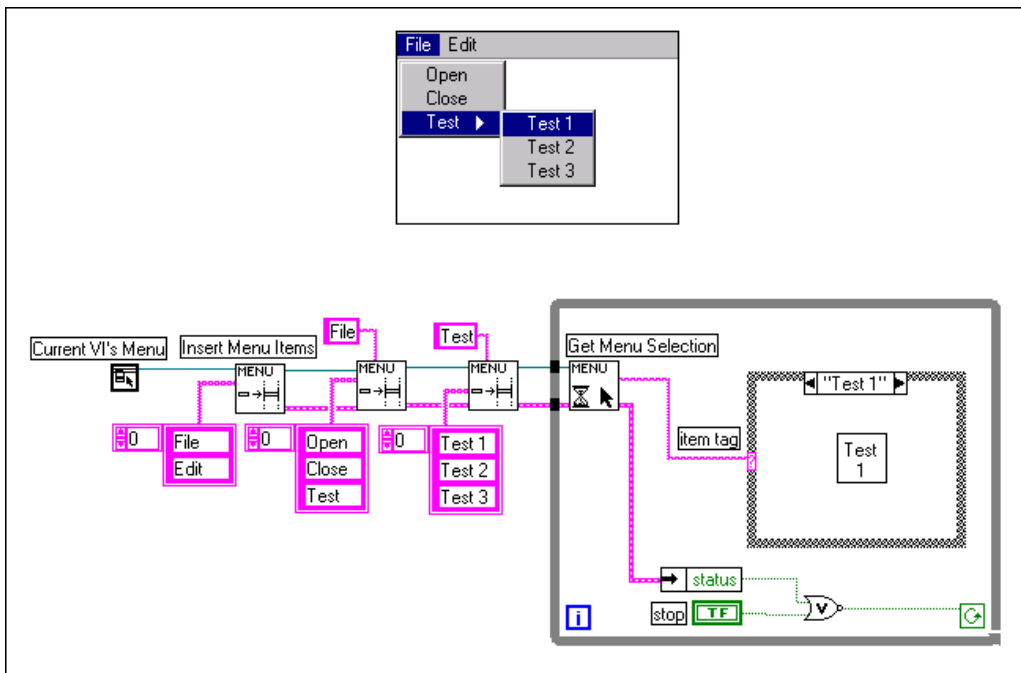 File Edit
Open
Close
Test
Test 1
Test 2
Test 3
Current VI's Menu
Insert Menu Items
File
Test
Get Menu Selection
MENU
MENU
MENU
MENU
0
File
Edit
0
Open
Close
Test
0
Test 1
Test 2
Test 3
item tag
?
"Test 1"
Test
1
status
stop
TF
V
i